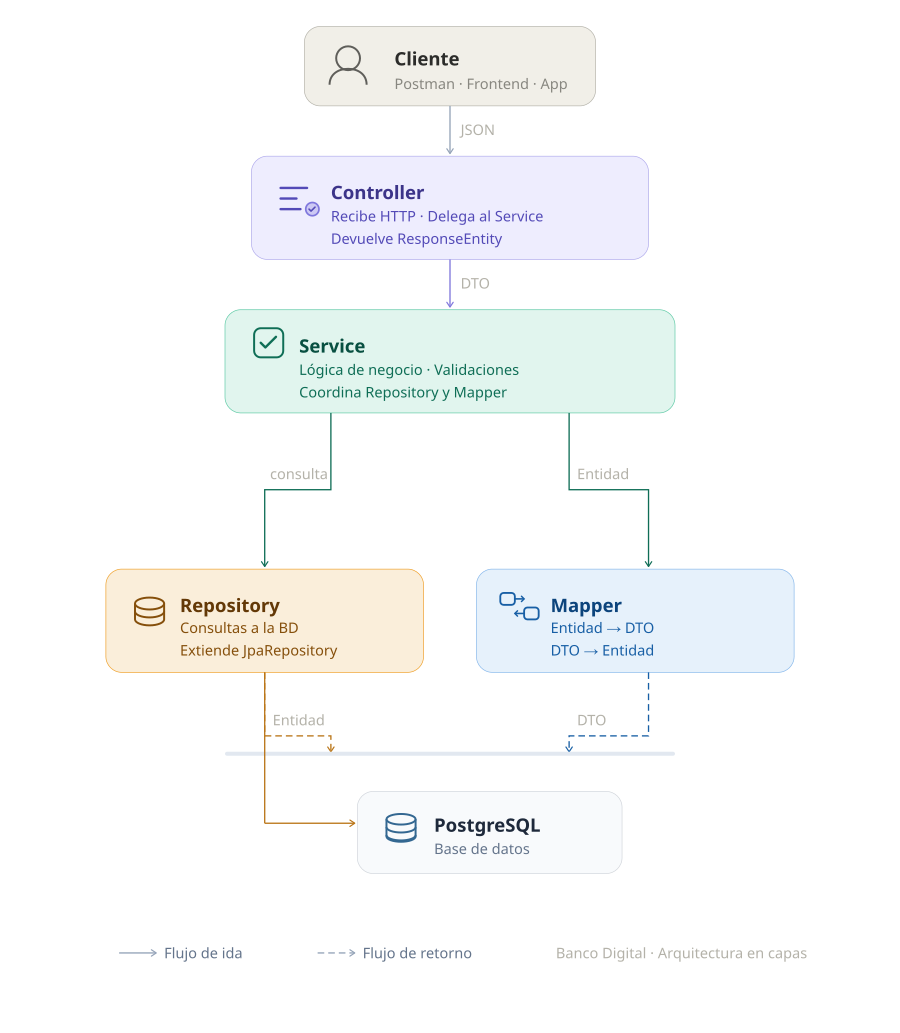 Cliente
Postman · Frontend · App
JSON
Controller
Recibe HTTP · Delega al Service
Devuelve ResponseEntity
DTO
Service
Lógica de negocio · Validaciones
Coordina Repository y Mapper
consulta
Entidad
Repository
Consultas a la BD
Extiende JpaRepository
Mapper
Entidad → DTO
DTO → Entidad
Entidad
DTO
PostgreSQL
Base de datos
Flujo de ida
Flujo de retorno
Banco Digital · Arquitectura en capas